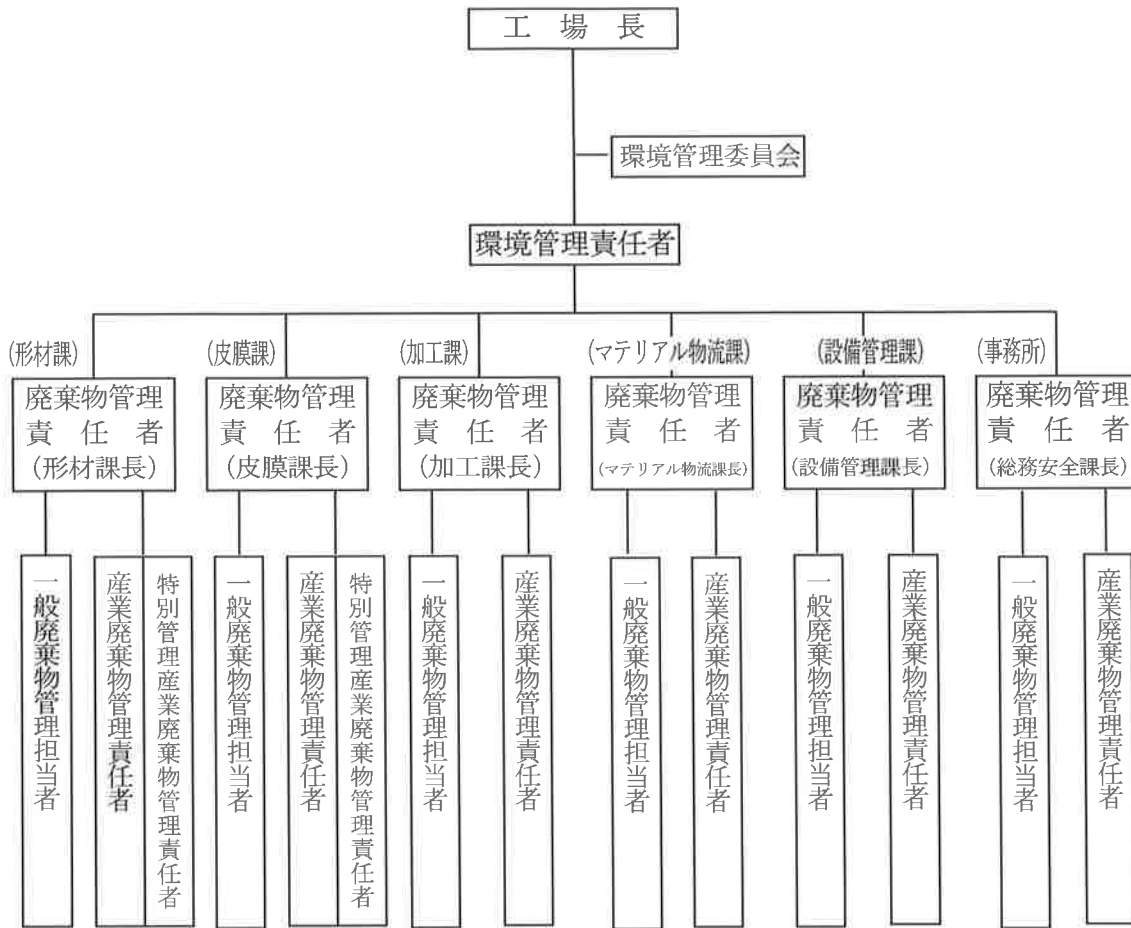 工場長
環境管理委員会
環境管理責任者
(形材課)
(皮膜課)
(加工課)
(マテリアル物流課)
(設備管理課)
(事務所)
廃棄物管理
責任者
(形材課長)
廃棄物管理
責任者
(皮膜課長)
廃棄物管理
責任者
(加工課長)
廃棄物管理
責任者
(マテリアル物流課長)
廃棄物管理
責任者
(設備管理課長)
廃棄物管理
責任者
(総務安全課長)
一般廃棄物管理担当者
産業廃棄物管理責任者
特別管理産業廃棄物管理責任者
一般廃棄物管理担当者
産業廃棄物管理責任者
特別管理産業廃棄物管理責任者
一般廃棄物管理担当者
産業廃棄物管理責任者
一般廃棄物管理担当者
産業廃棄物管理責任者
一般廃棄物管理担当者
産業廃棄物管理責任者
一般廃棄物管理担当者
産業廃棄物管理責任者